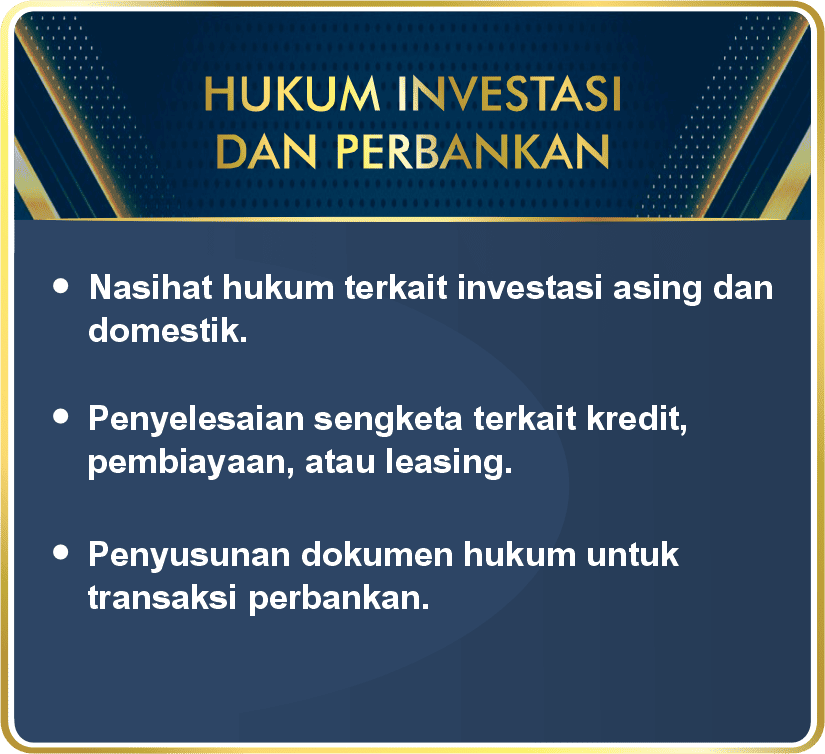 HUKUM INVESTASI
DAN PERBANKAN
• Nasihat hukum terkait investasi asing dan
domestik.
• Penyelesaian sengketa terkait kredit,
pembiayaan, atau leasing.
• Penyusunan dokumen hukum untuk
transaksi perbankan.